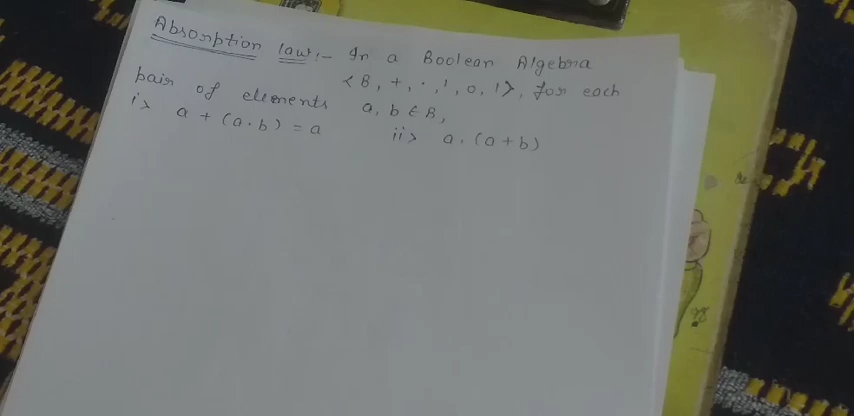 Absorption law:- In a Boolean Algebra
<B, +, ·, ', 0, 1>, for each
pair of elements a, b ∈ B,
i> a + (a·b) = a ii> a·(a+b)